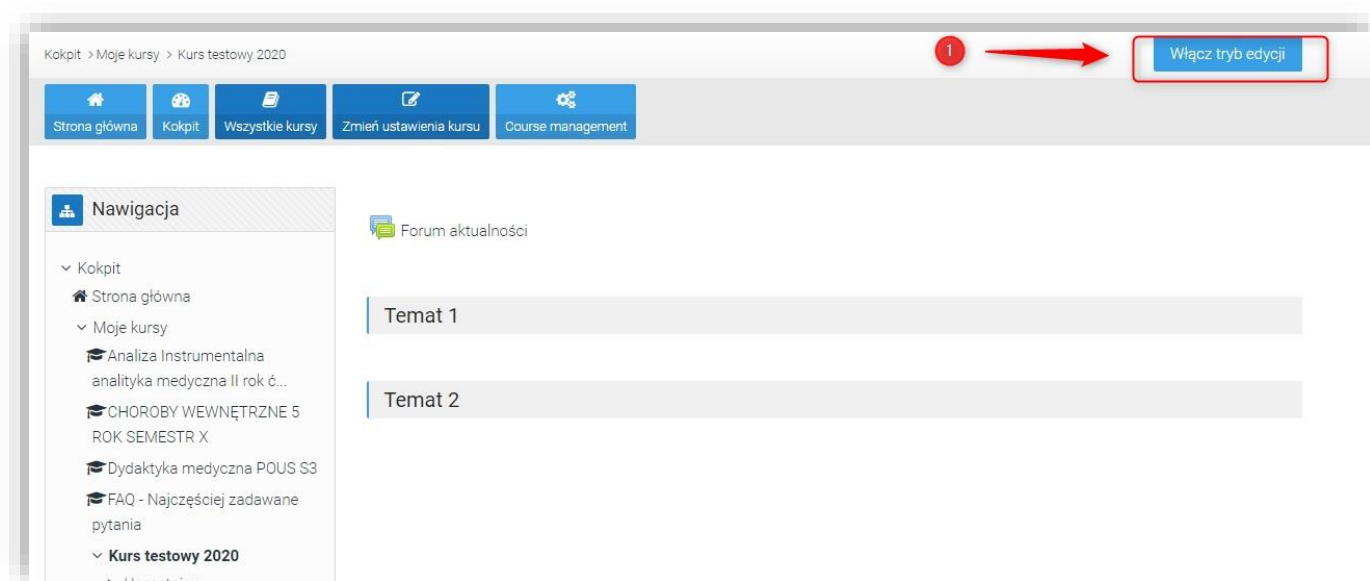 Kokpit > Moje kursy > Kurs testowy 2020
1
Włącz tryb edycji
Strona główna
Kokpit
Wszystkie kursy
Zmień ustawienia kursu
Course management
Nawigacja
Kokpit
Strona główna
Moje kursy
Analiza Instrumentalna
analityka medyczna II rok ć...
CHOROBY WEWNĘTRZNE 5
ROK SEMESTR X
Dydaktyka medyczna POUS S3
FAQ - Najczęściej zadawane
pytania
Kurs testowy 2020
Forum aktualności
Temat 1
Temat 2